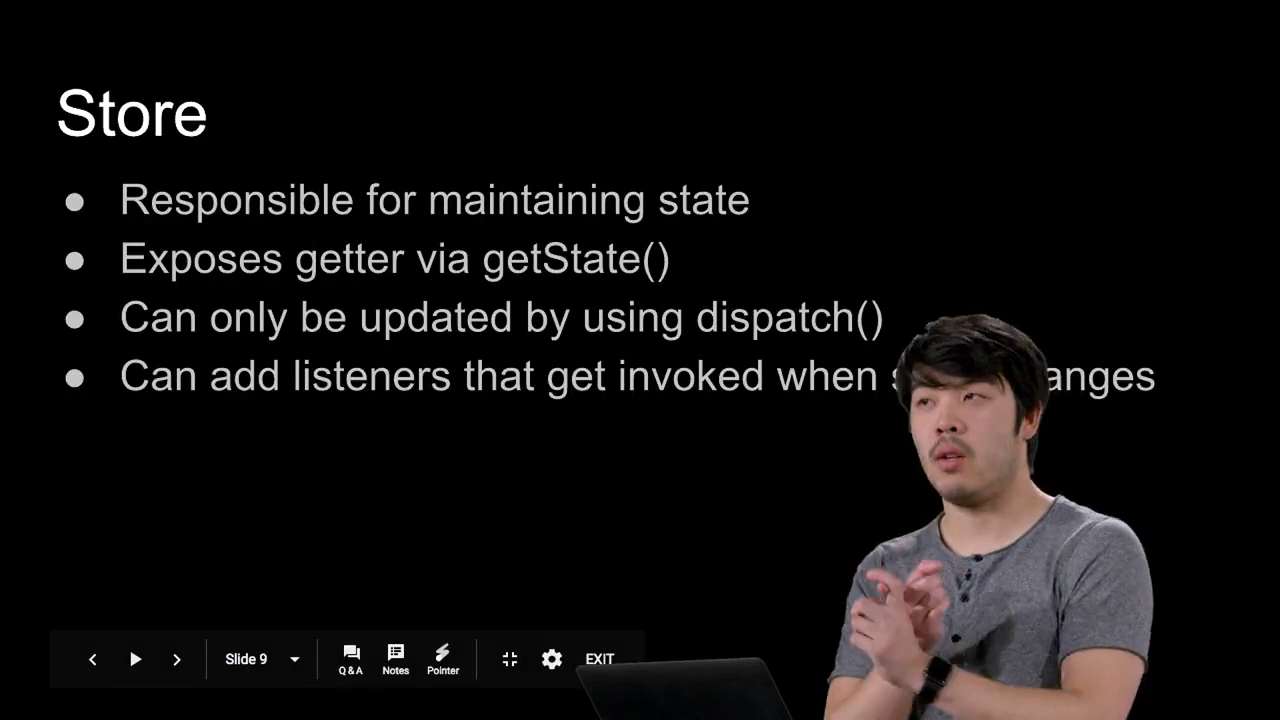 Store
● Responsible for maintaining state
● Exposes getter via getState()
● Can only be updated by using dispatch()
● Can add listeners that get invoked when anges
Slide 9
Q&A Notes Pointer EXIT